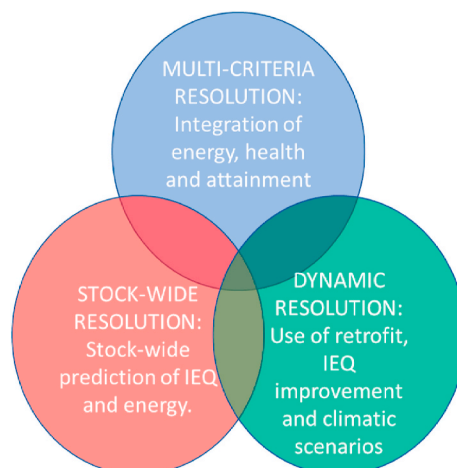 MULTI-CRITERIA
RESOLUTION:
Integration of
energy, health
and attainment
STOCK-WIDE
RESOLUTION:
Stock-wide
prediction of IEQ
and energy.
DYNAMIC
RESOLUTION:
Use of retrofit,
IEQ
improvement
and climatic
scenarios